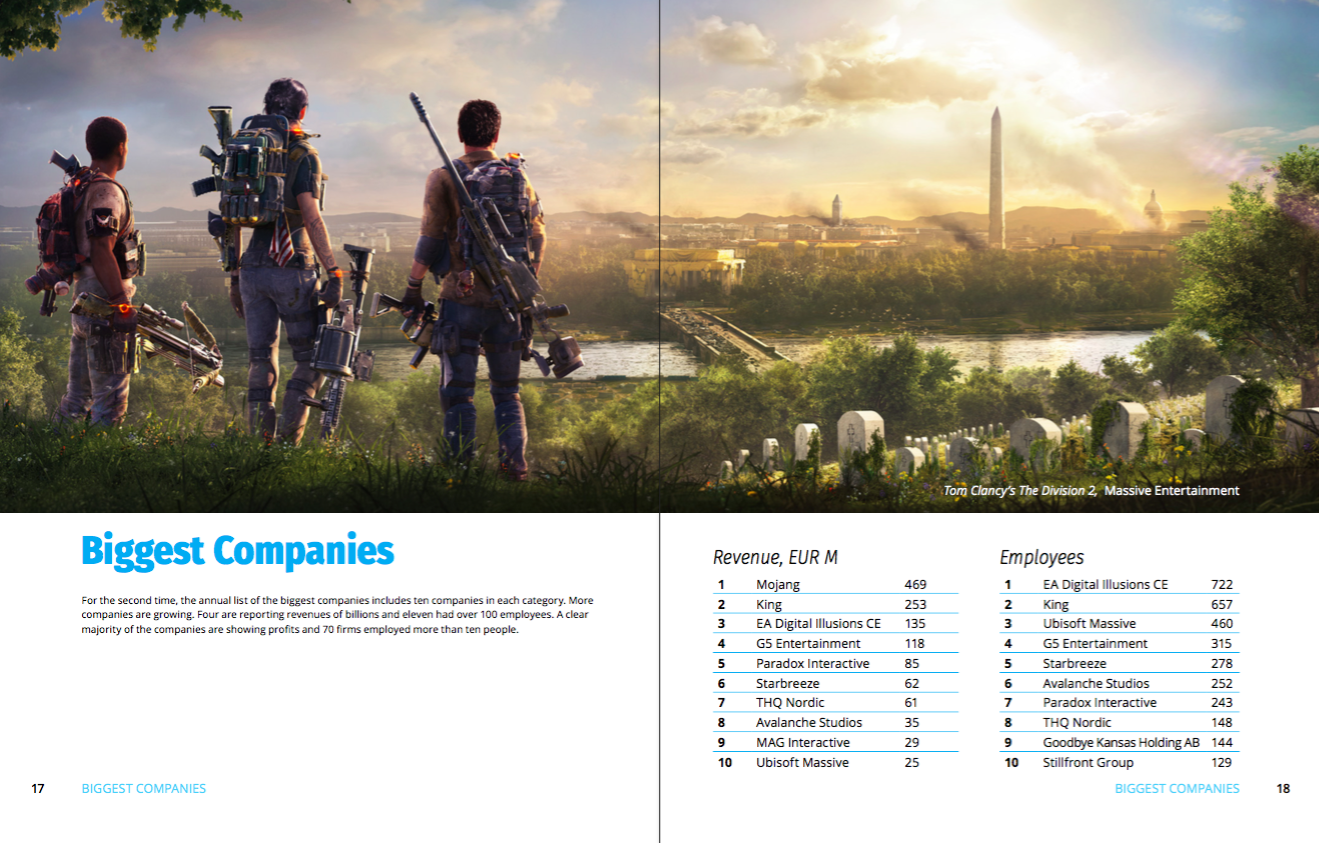 Tom Clancy's The Division 2, Massive Entertainment
Biggest Companies
For the second time, the annual list of the biggest companies includes ten companies in each category. More
companies are growing. Four are reporting revenues of billions and eleven had over 100 employees. A clear
majority of the companies are showing profits and 70 firms employed more than ten people.
17 BIGGEST COMPANIES
Revenue, EUR M
1 Mojang 469
2 King 253
3 EA Digital Illusions CE 135
4 G5 Entertainment 118
5 Paradox Interactive 85
6 Starbreeze 62
7 THQ Nordic 61
8 Avalanche Studios 35
9 MAG Interactive 29
10 Ubisoft Massive 25
Employees
1 EA Digital Illusions CE 722
2 King 657
3 Ubisoft Massive 460
4 G5 Entertainment 315
5 Starbreeze 278
6 Avalanche Studios 252
7 Paradox Interactive 243
8 THQ Nordic 148
9 Goodbye Kansas Holding AB 144
10 Stillfront Group 129
BIGGEST COMPANIES 18